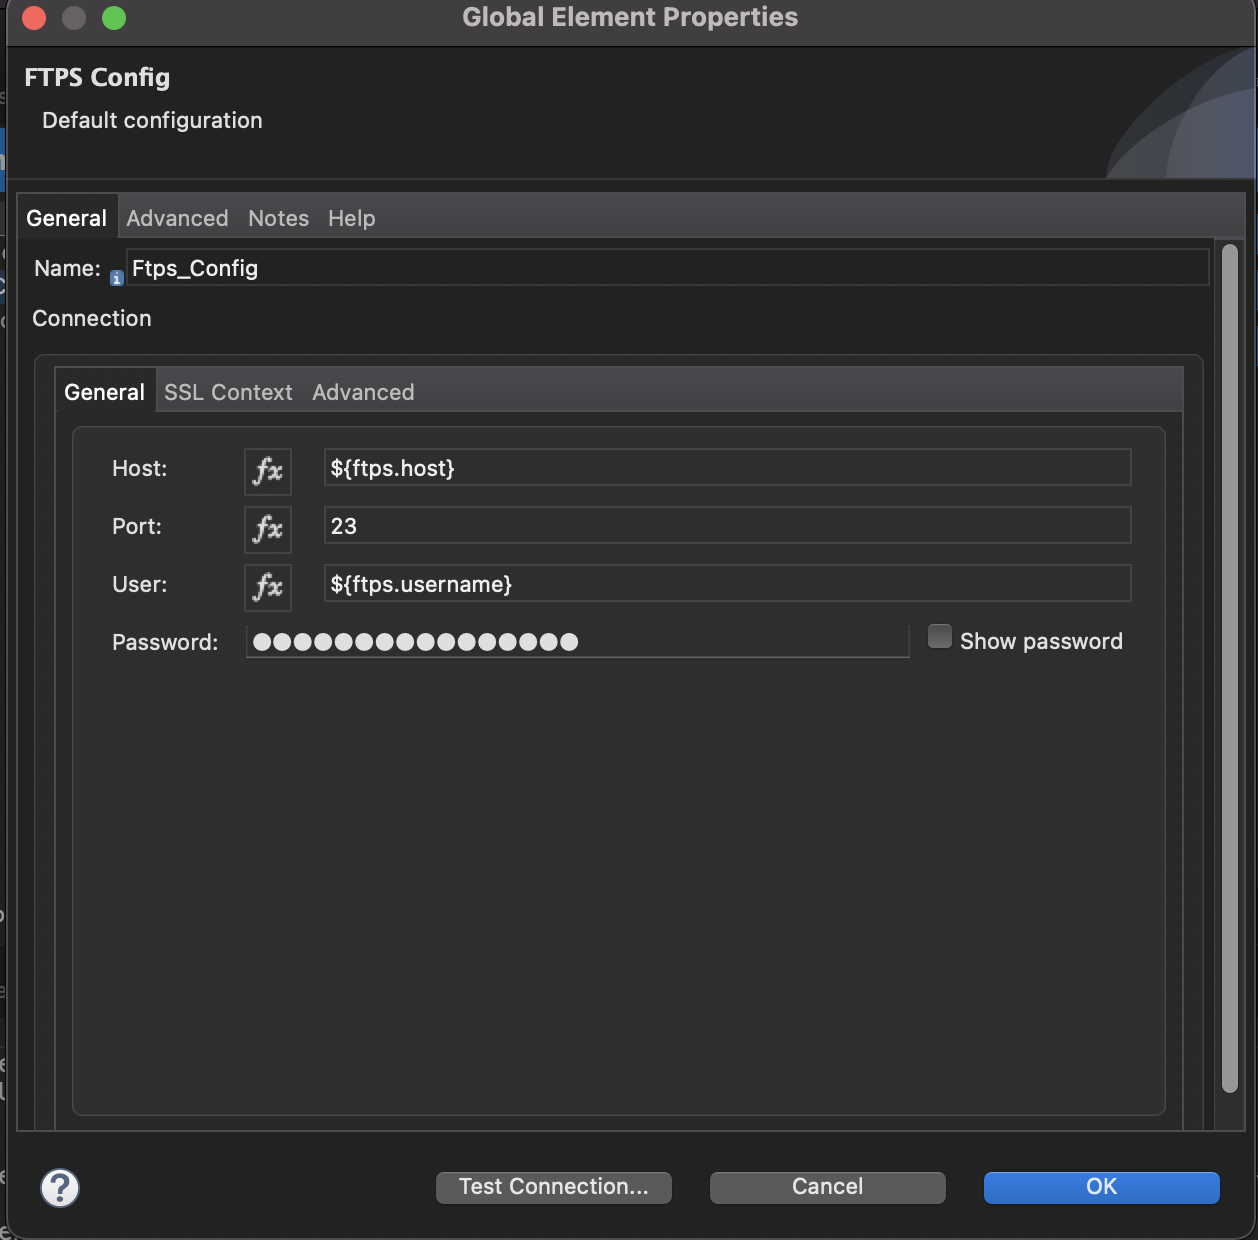 Global Element Properties
FTPS Config
Default configuration
General Advanced Notes Help
Name: Ftps_Config
Connection
General SSL Context Advanced
Host: fx ${ftps.host}
Port: fx 23
User: fx ${ftps.username}
Password: ●●●●●●●●●●●●●●●● Show password
? Test Connection... Cancel OK